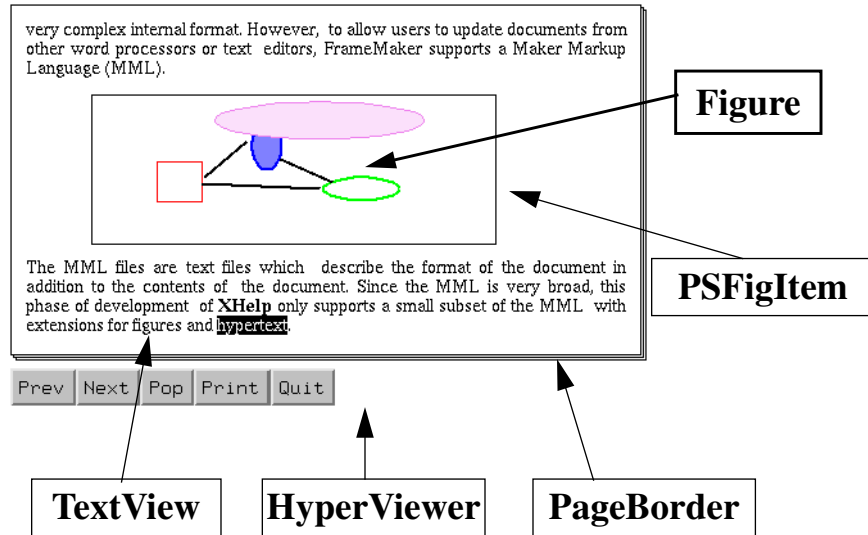 very complex internal format. However, to allow users to update documents from
other word processors or text editors, FrameMaker supports a Maker Markup
Language (MML).
Figure
PSFigItem
The MML files are text files which describe the format of the document in
addition to the contents of the document. Since the MML is very broad, this
phase of development of XHelp only supports a small subset of the MML with
extensions for figures and hypertext.
Prev Next Pop Print Quit
TextView HyperViewer PageBorder